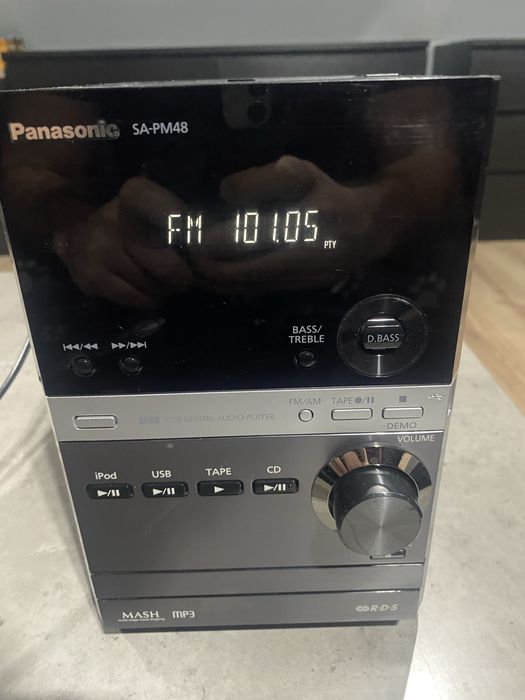 Panasonic SA-PM48
FM 101.05 PTY
BASS/
TREBLE
D.BASS
FM/AM TAPE●/II ■
FOR DIGITAL AUDIO PLAYER
-DEMO
VOLUME
iPod USB TAPE CD
MASH MP3 R·D·S